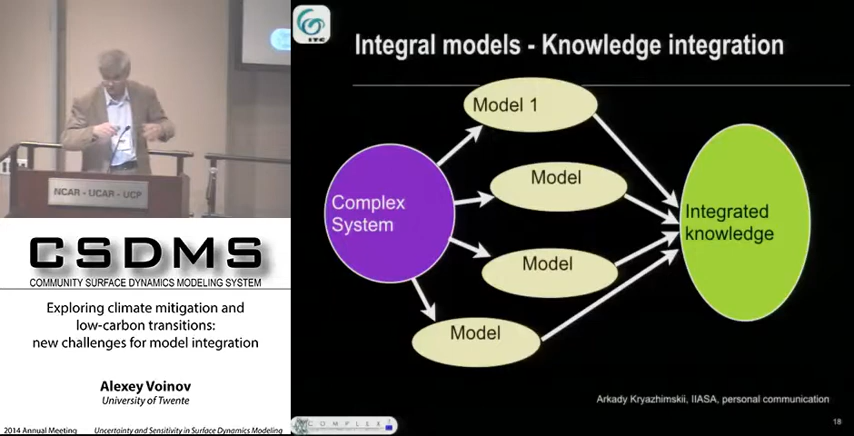 NCAR - UCAR - UCP
CSDMS
COMMUNITY SURFACE DYNAMICS MODELING SYSTEM
Exploring climate mitigation and
low-carbon transitions:
new challenges for model integration
Alexey Voinov
University of Twente
2014 Annual Meeting
Uncertainty and Sensitivity in Surface Dynamics Modeling
ITC
Integral models - Knowledge integration
Model 1
Model
Model
Model
Complex
System
Integrated
knowledge
Arkady Kryazhimskii, IIASA, personal communication
COMPLEX
18